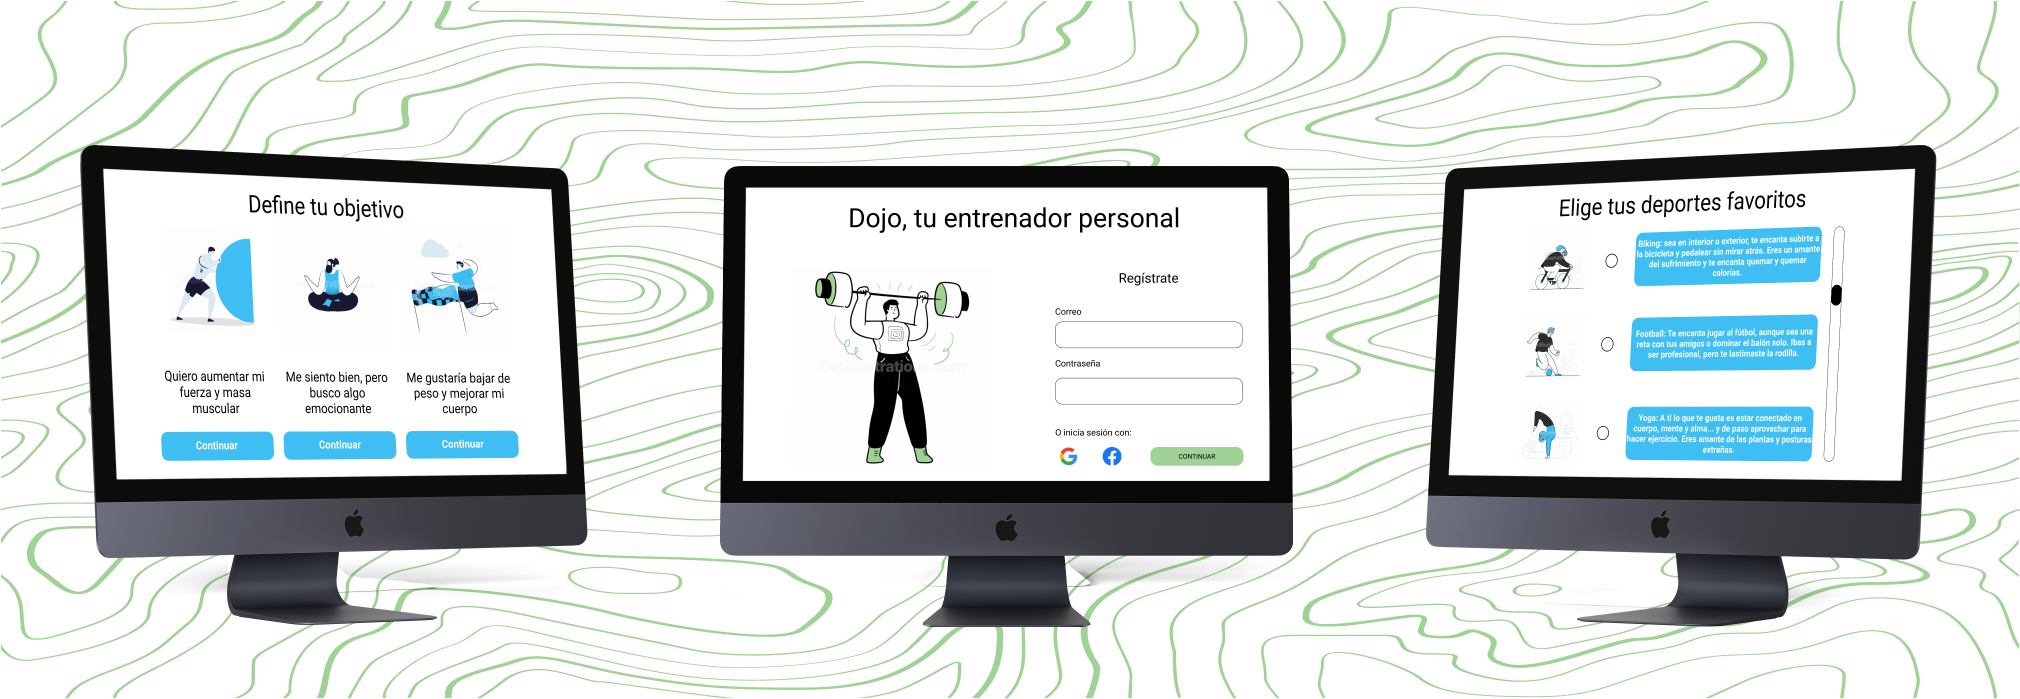 Define tu objetivo
Quiero aumentar mi
fuerza y masa
muscular
Continuar
Me siento bien, pero
busco algo
emocionante
Continuar
Me gustaría bajar de
peso y mejorar mi
cuerpo
Continuar
Dojo, tu entrenador personal
Regístrate
Correo
Contraseña
O inicia sesión con:
CONTINUAR
Elige tus deportes favoritos
Biking: sea en interior o exterior, te encanta subirte a
la bicicleta y pedalear sin mirar atrás. Eres un amante
del sufrimiento y te encanta quemar y quemar
calorías.
Football: Te encanta jugar al fútbol, aunque sea una
reta con tus amigos o dominar el balón solo. Ibas a
ser profesional, pero te lastimaste la rodilla.
Yoga: A ti lo que te gusta es estar conectado en
cuerpo, mente y alma... y de paso aprovechar para
hacer ejercicio. Eres amante de las plantas y posturas
extrañas.